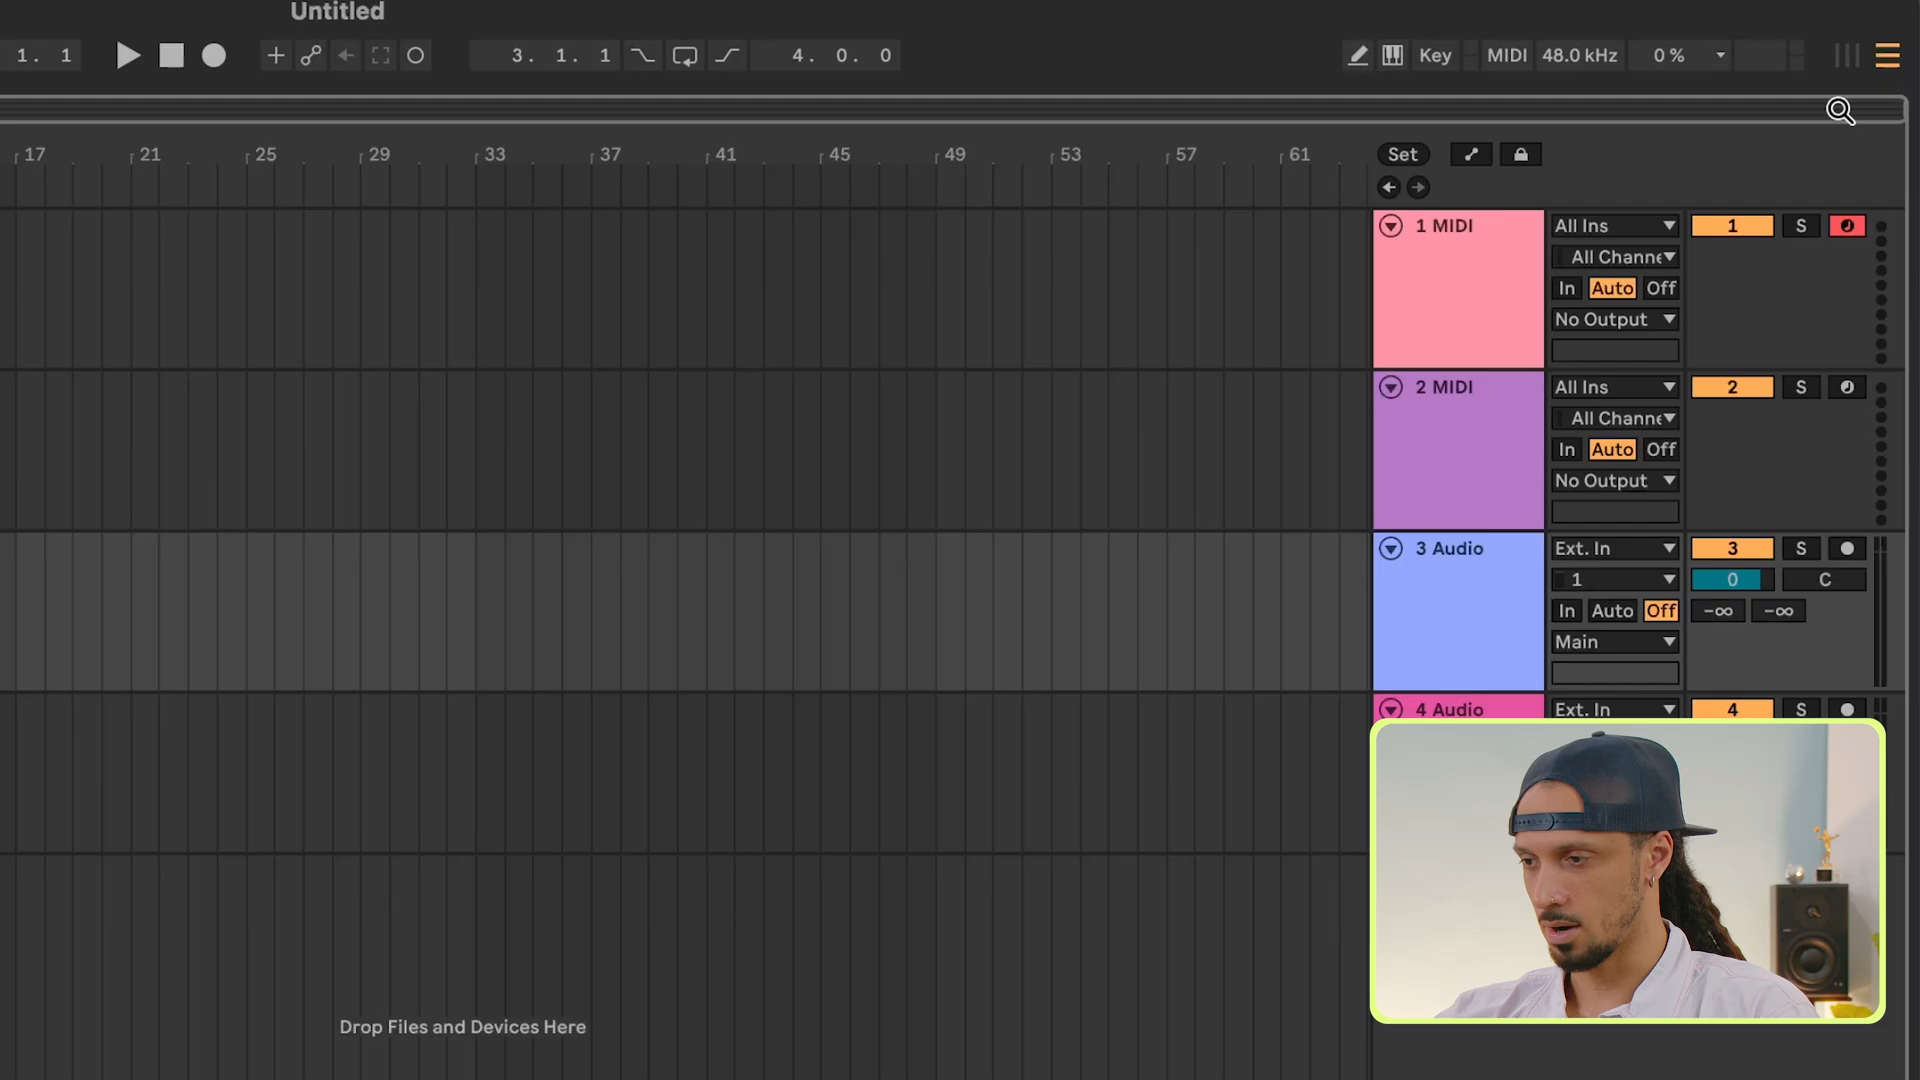 Untitled
1. 1
3. 1. 1
4. 0. 0
Key
MIDI
48.0 kHz
0 %
17 21 25 29 33 37 41 45 49 53 57 61
Set
1 MIDI
All Ins
1
S
All Channe
In Auto Off
No Output
2 MIDI
All Ins
2
S
All Channe
In Auto Off
No Output
3 Audio
Ext. In
3
S
1
0
C
In Auto Off
-∞ -∞
Main
4 Audio
Ext. In
4
S
Drop Files and Devices Here